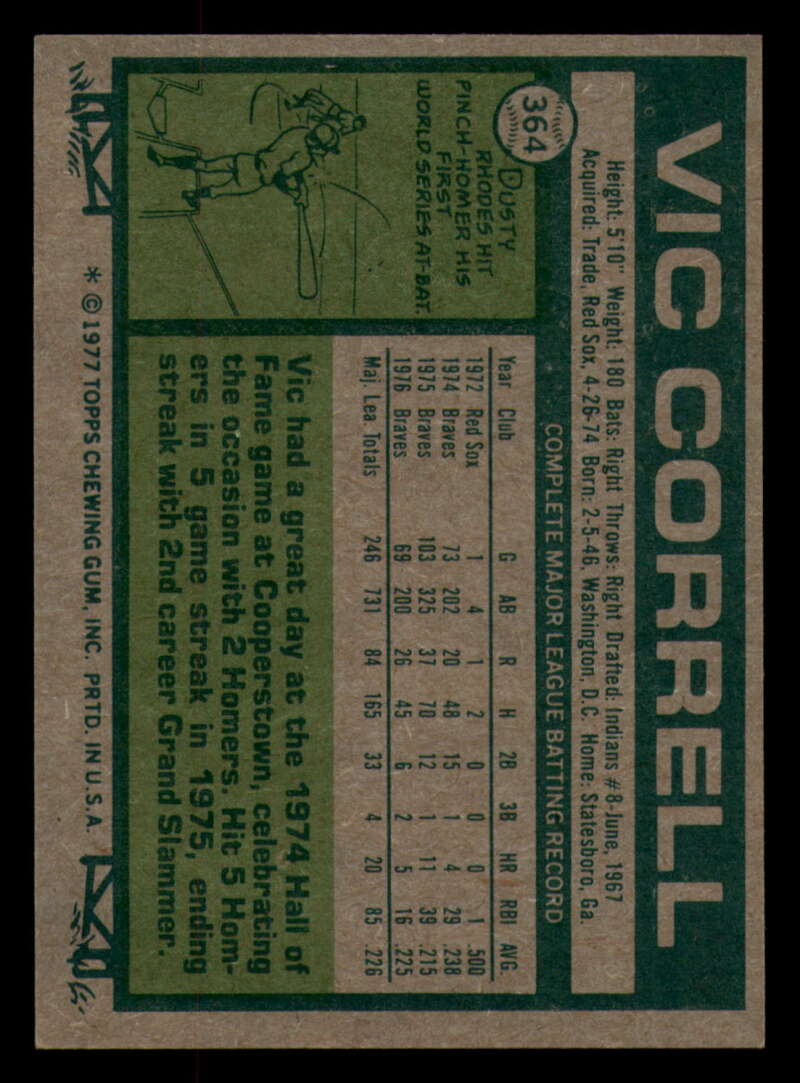 VIC CORRELL
Height: 5'10" Weight: 180 Bats: Right Throws: Right Drafted: Indians #8-June, 1967
Acquired: Trade, Red Sox, 4-26-74 Born: 2-5-46, Washington, D.C. Home: Statesboro, Ga.
COMPLETE MAJOR LEAGUE BATTING RECORD
Year Club G AB R H 2B 3B HR RBI AVG.
1972 Red Sox 1 4 1 2 0 0 0 1 .500
1974 Braves 73 202 20 48 15 1 4 29 .238
1975 Braves 103 325 37 70 12 1 11 39 .215
1976 Braves 69 200 26 45 6 2 5 16 .225
Maj. Lea Totals 246 731 84 165 33 4 20 85 .226
364
DUSTY
RHODES HIT
PINCH-HOMER HIS
FIRST
WORLD SERIES AT-BAT.
Vic had a great day at the 1974 Hall of
Fame game at Cooperstown, celebrating
the occasion with 2 Homers. Hit 5 Hom-
ers in 5 game streak in 1975, ending
streak with 2nd career Grand Slammer.
* © 1977 TOPPS CHEWING GUM, INC. PRTD. IN U.S.A.